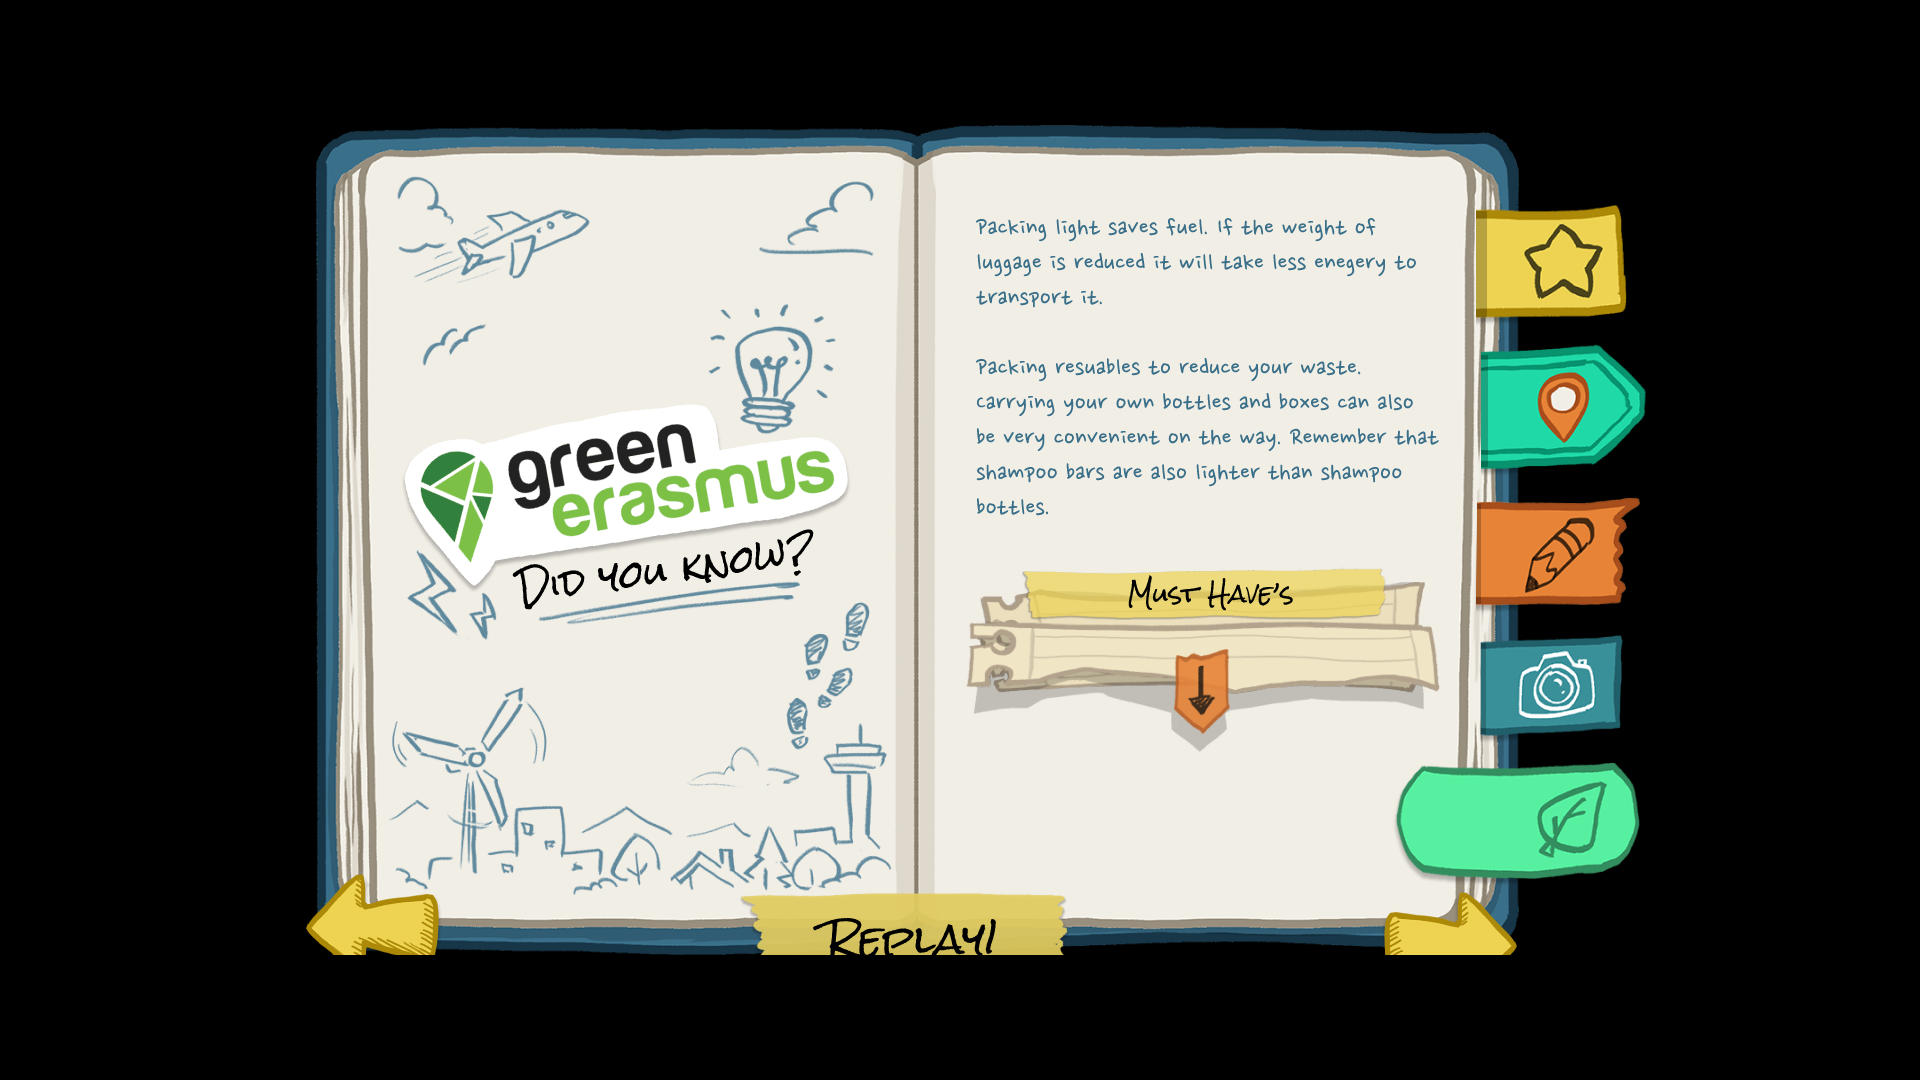 green
erasmus
DID YOU KNOW?
Packing light saves fuel. If the weight of
luggage is reduced it will take less enegery to
transport it.
Packing resuables to reduce your waste.
Carrying your own bottles and boxes can also
be very convenient on the way. Remember that
shampoo bars are also lighter than shampoo
bottles.
MUST HAVE'S
REPLAY!